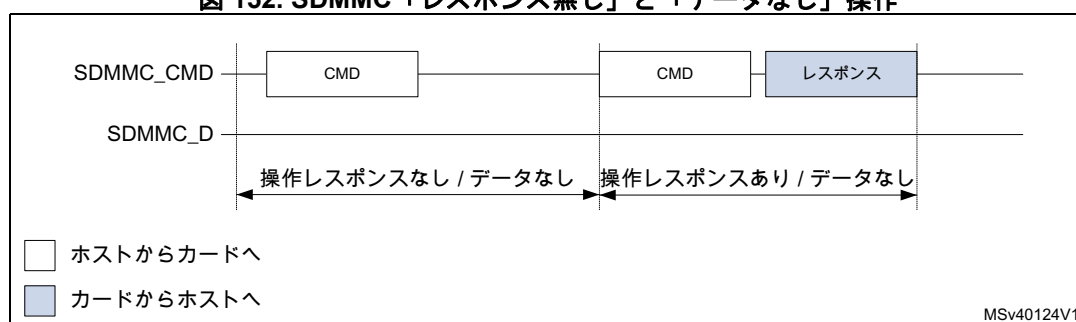 図 152. SDMMC「レスポンス無し」と「データなし」操作
SDMMC_CMD
CMD
CMD
レスポンス
SDMMC_D
操作レスポンスなし / データなし
操作レスポンスあり / データなし
ホストからカードへ
カードからホストへ
MSv40124V1